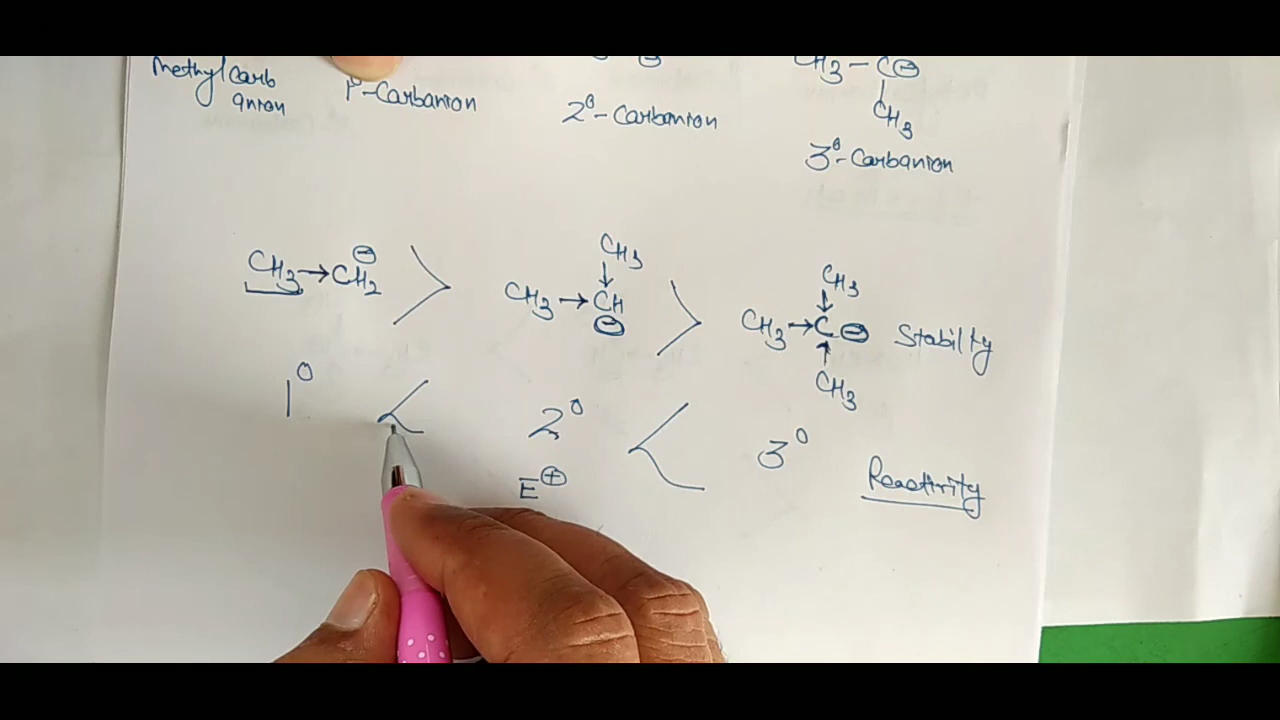 Methyl Carb
anion
1°-Carbanion
2°-Carbanion
CH3 - C⊖
CH3
3°-Carbanion
CH3 → CH2⊖ > CH3 → CH⊖ > CH3 → C⊖ Stability
CH3
CH3
CH3
1° < 2° < 3° Reactivity
E⊕